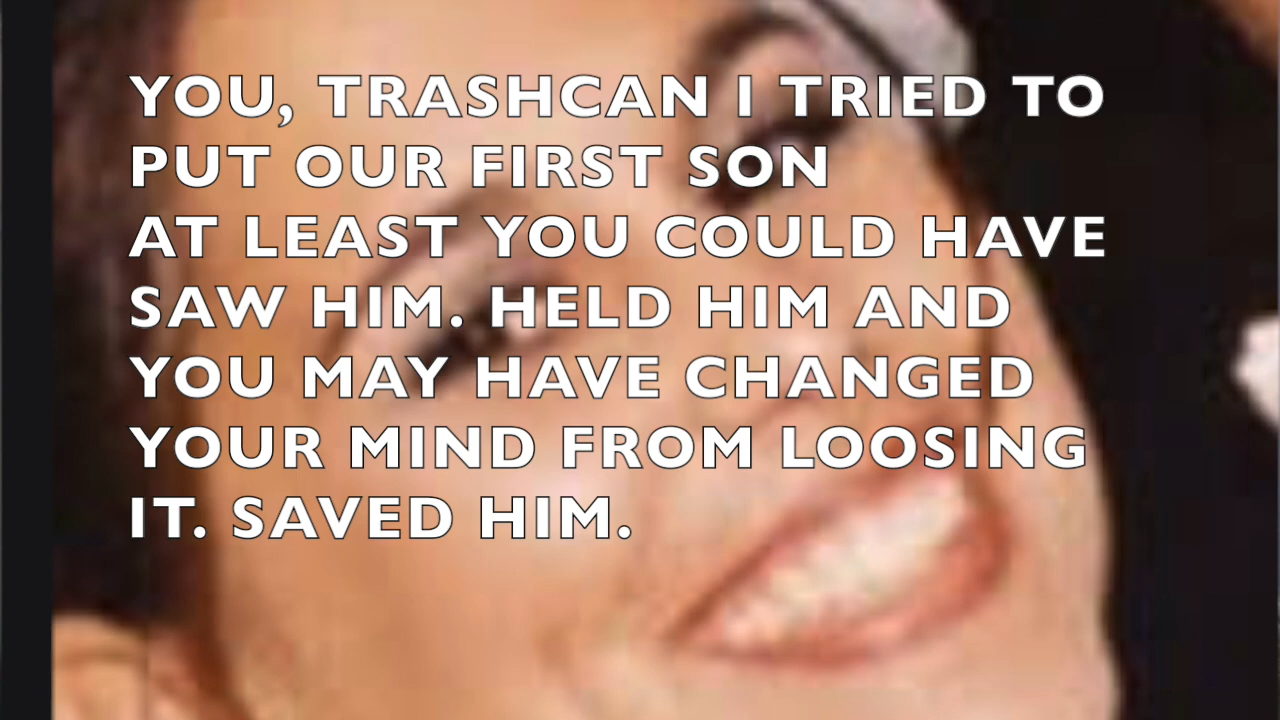 YOU, TRASHCAN I TRIED TO
PUT OUR FIRST SON
AT LEAST YOU COULD HAVE
SAW HIM. HELD HIM AND
YOU MAY HAVE CHANGED
YOUR MIND FROM LOOSING
IT. SAVED HIM.